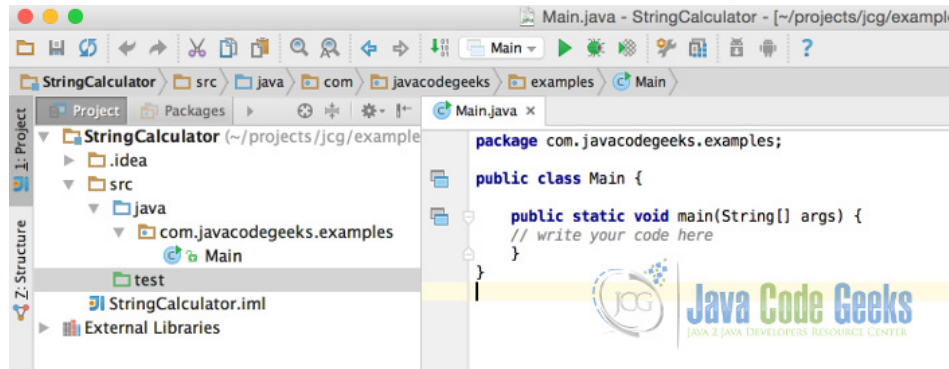 Main.java - StringCalculator - [~/projects/jcg/exampl
Main
?
StringCalculator src java com javacodegeeks examples Main
1: Project
Z: Structure
Project Packages
StringCalculator (~/projects/jcg/example
.idea
src
java
com.javacodegeeks.examples
Main
test
StringCalculator.iml
External Libraries
Main.java ×
package com.javacodegeeks.examples;
public class Main {
public static void main(String[] args) {
// write your code here
}
}
JCG
Java Code Geeks
JAVA 2 JAVA DEVELOPERS RESOURCE CENTER